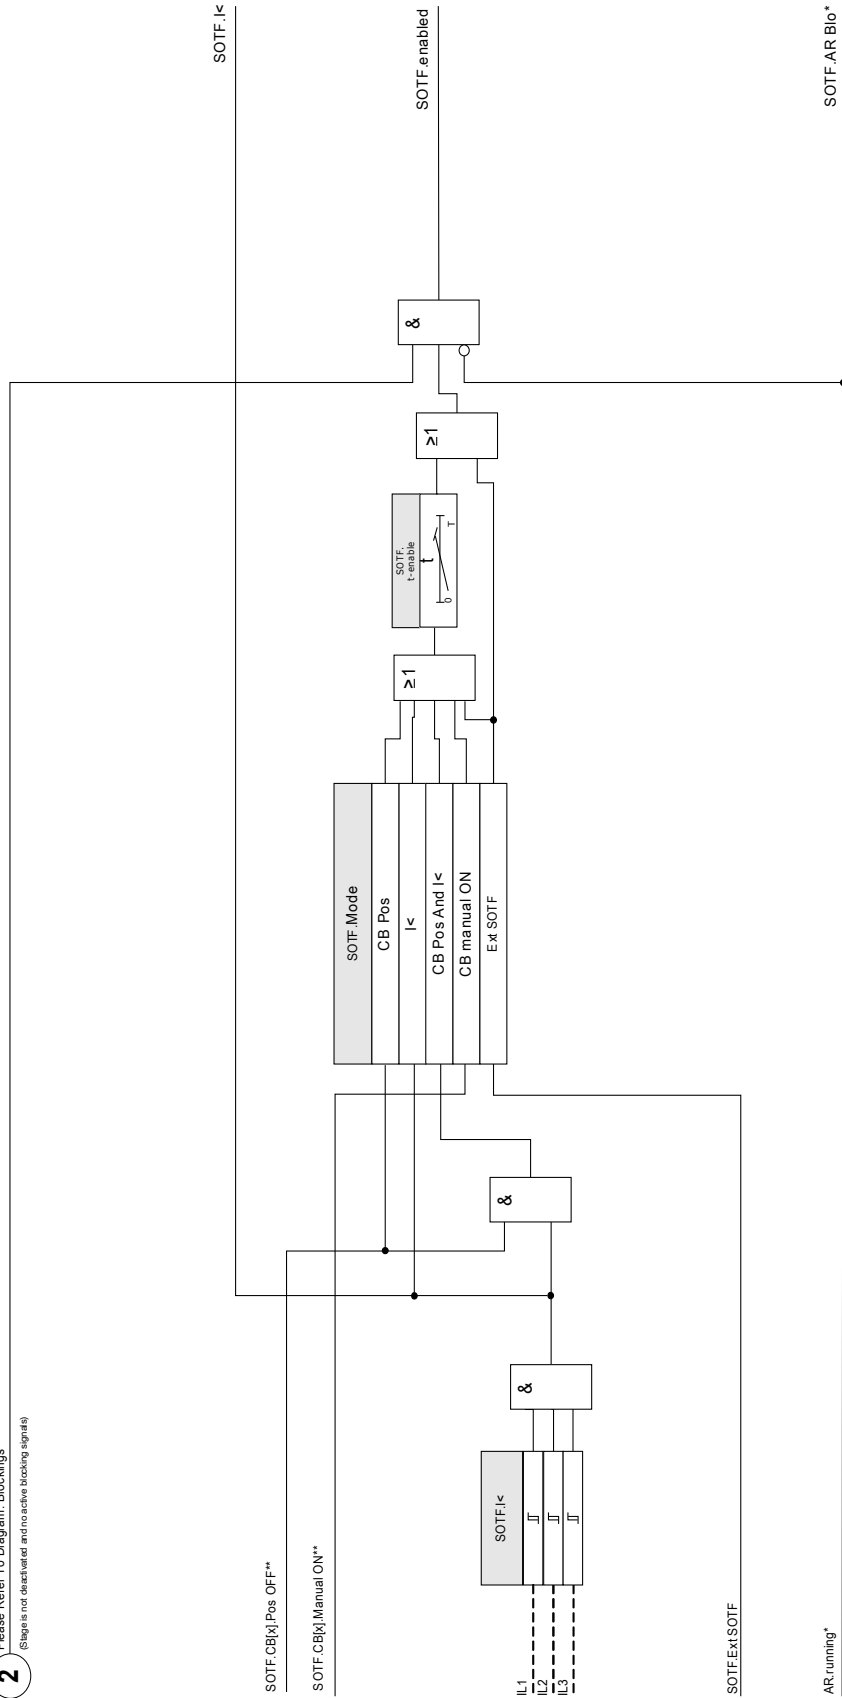 2
Please Refer To Diagram: Blockings
(Stage is not deactivated and no active blocking signals)
SOTF.I<
SOTF.CB[x].Pos OFF**
SOTF.CB[x].Manual ON**
IL1
IL2
IL3
SOTF.I<
&
&
SOTF.Mode
CB Pos
I<
CB Pos And I<
CB manual ON
Ext SOTF
≥1
SOTF.
t-enable
t
0
T
≥1
&
SOTF.enabled
SOTF.Ext SOTF
AR.running*
SOTF.AR Blo*